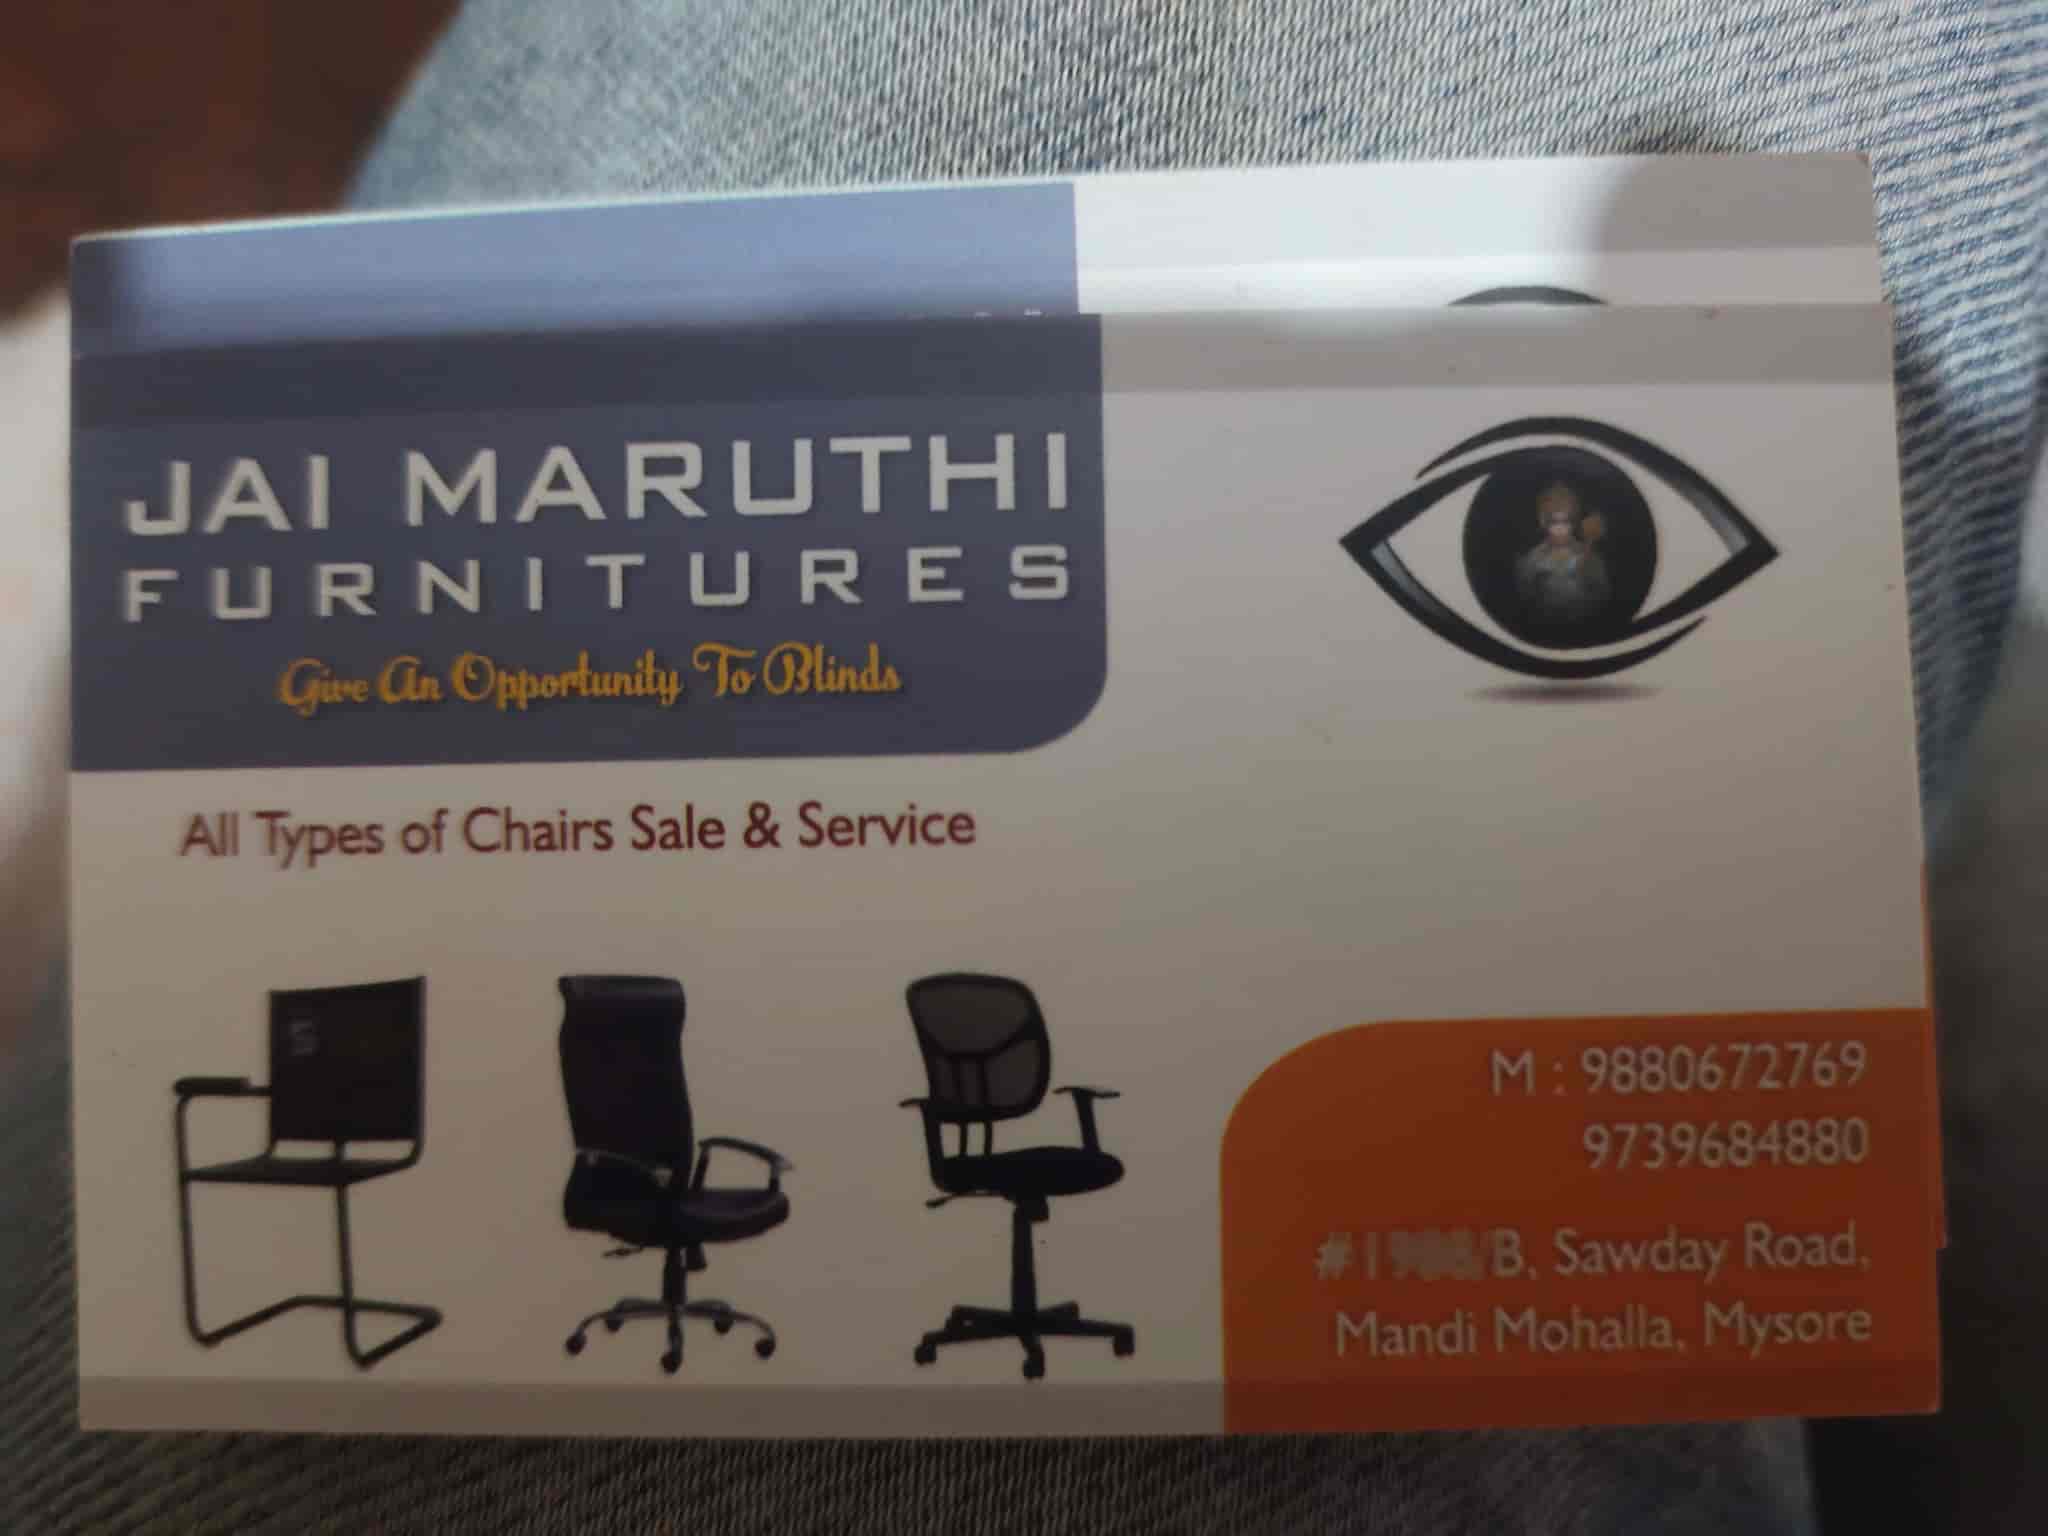 JAI MARUTHI
FURNITURES
Give An Opportunity To Blinds
All Types of Chairs Sale & Service
M : 9880672769
9739684880
B, Sawday Road,
Mandi Mohalla, Mysore